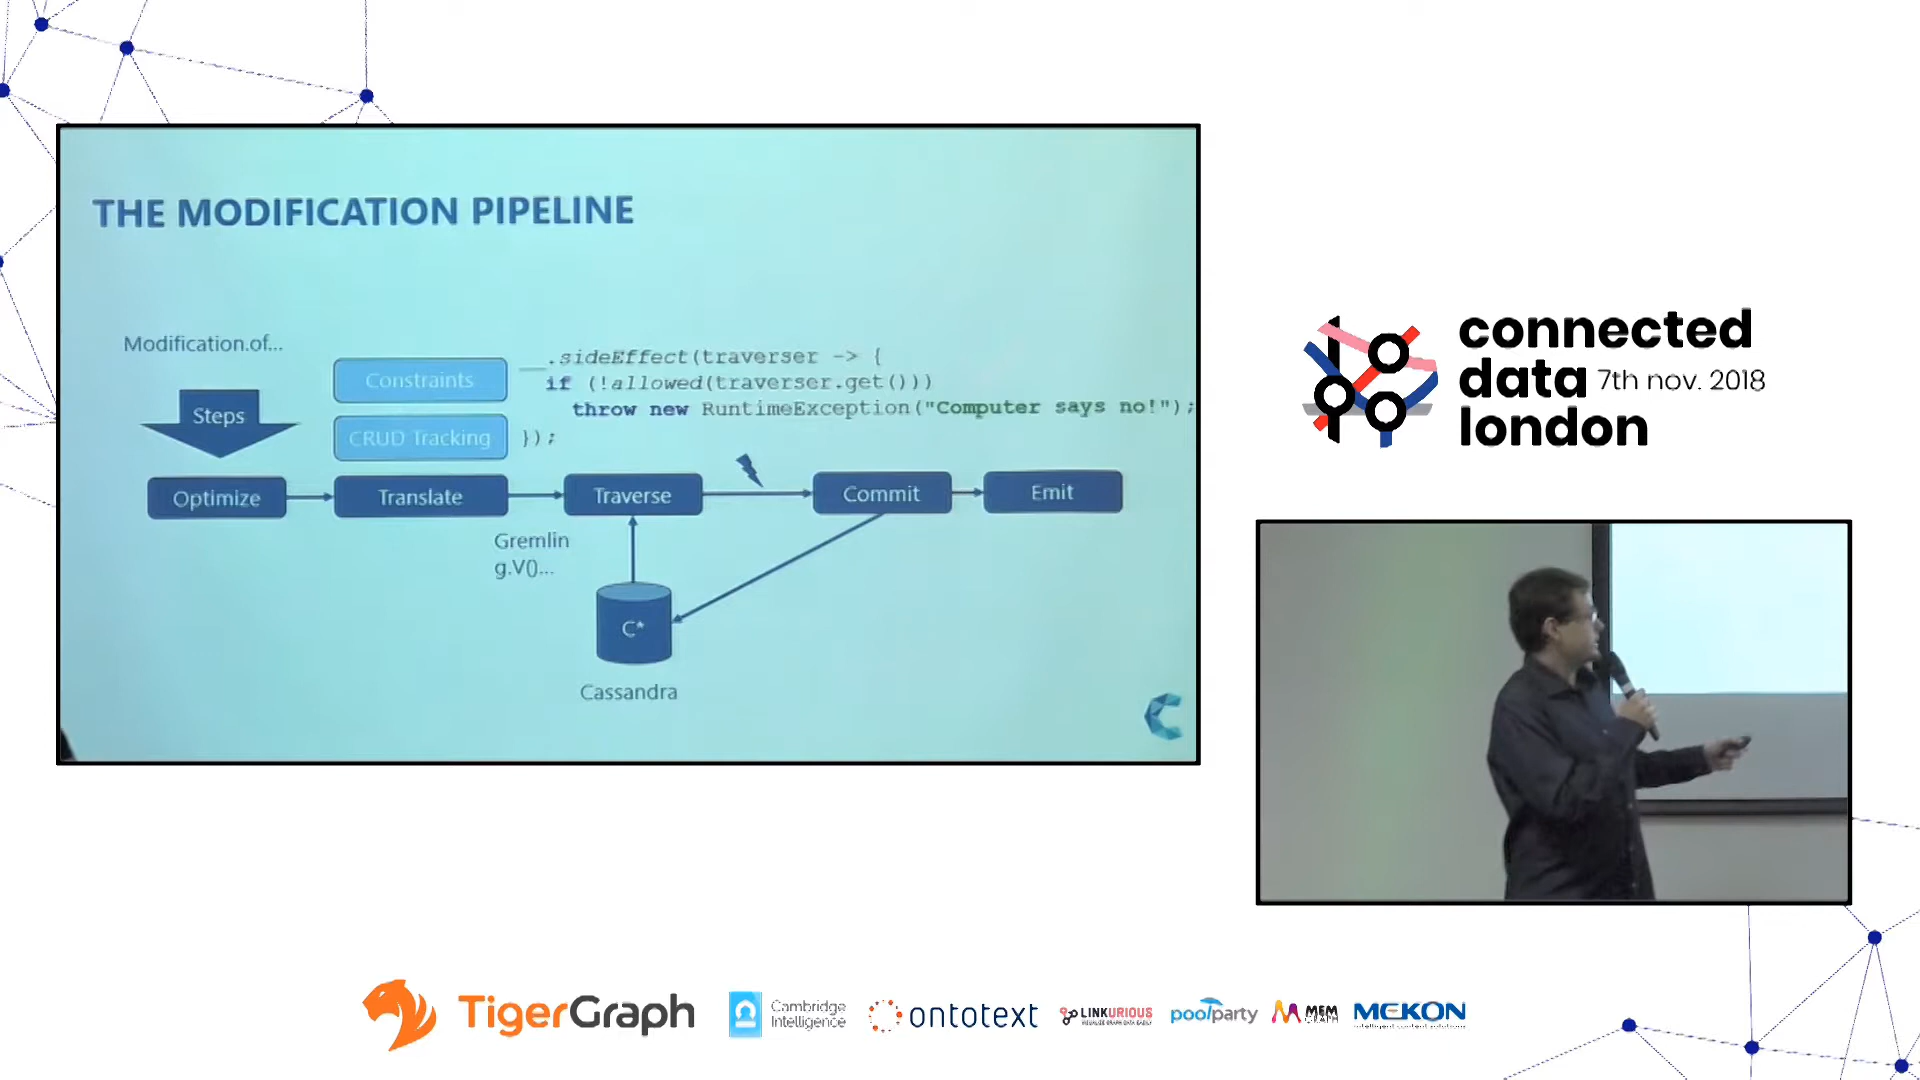 THE MODIFICATION PIPELINE
Modification.of...
Steps
Constraints
CRUD Tracking
__.sideEffect(traverser -> {
if (!allowed(traverser.get()))
throw new RuntimeException("Computer says no!");
});
Optimize
Translate
Traverse
Commit
Emit
Gremlin
g.V()...
C*
Cassandra
connected
data
london
7th nov. 2018
TigerGraph
Cambridge
Intelligence
ontotext
LINKURIOUS
poolparty
MEM
MEKON